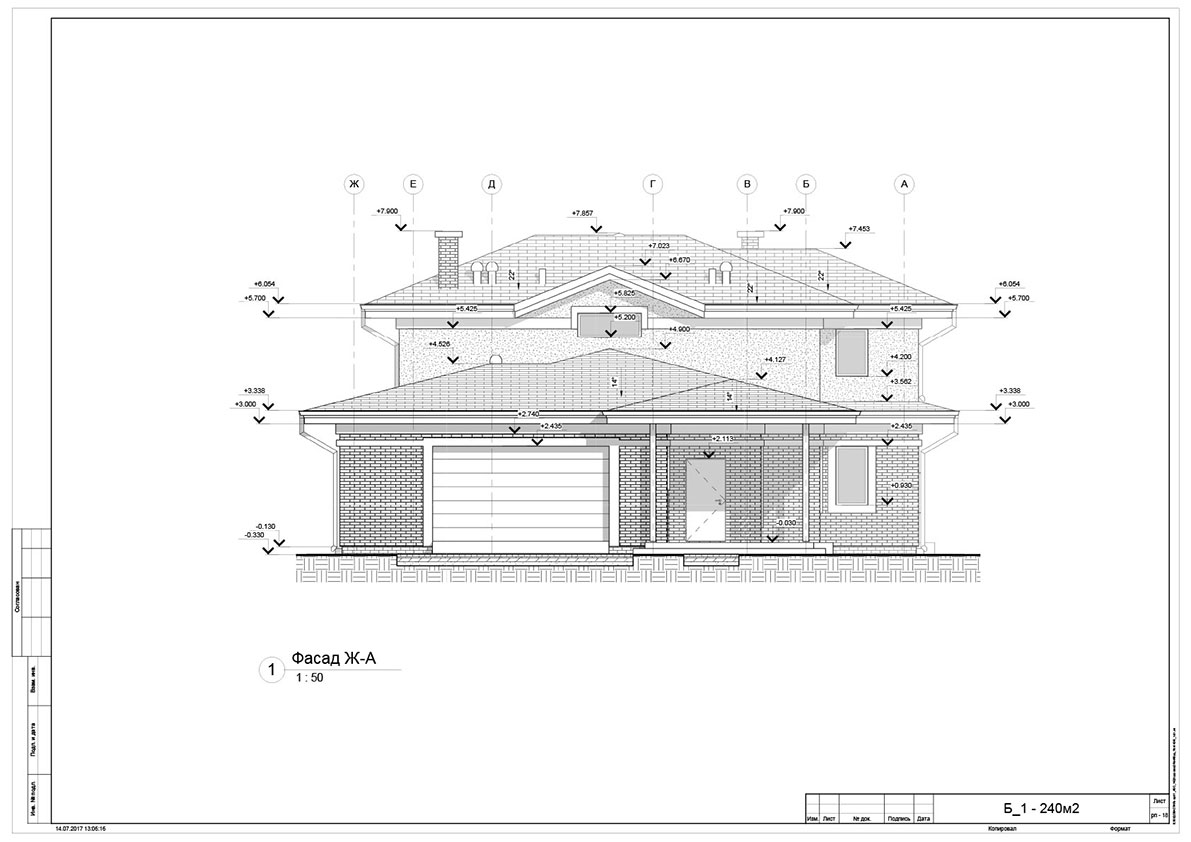 Ж Е Д Г В Б А
+7.900 +7.857 +7.900
+7.453
+7.023
+6.670
22° 22° 22°
+6.054 +6.054
+5.700 +5.825 +5.700
+5.425 +5.425
+5.200
+4.900
+4.526
+4.127 +4.200
14° 14° +3.562
+3.338 +3.338
+3.000 +3.000
+2.740
+2.435 +2.435
+2.113
+0.930
-0.130 -0.030
-0.330
1 Фасад Ж-А
1 : 50
Согласован
Взам. инв.
Подп. и дата
Инв. № подл.
14.07.2017 13:05:16
Б_1 - 240м2
Лист
рп - 18
Изм. Лист № док. Подпись Дата
Копировал Формат